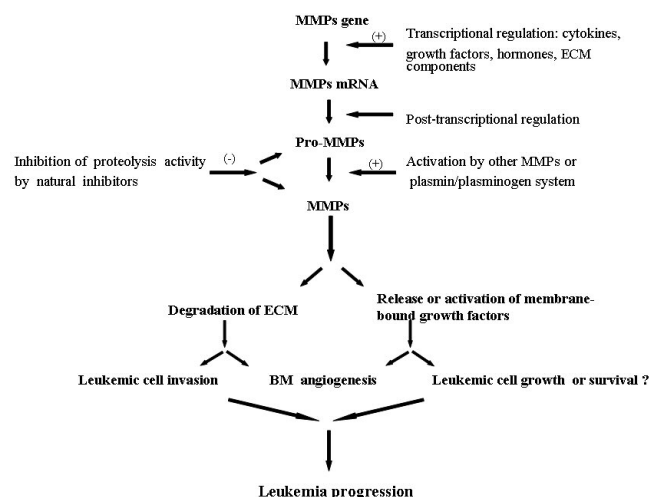 MMPs gene
(+)
Transcriptional regulation: cytokines,
growth factors, hormones, ECM
components
MMPs mRNA
Post-transcriptional regulation
Pro-MMPs
Inhibition of proteolysis activity
by natural inhibitors
(-)
(+)
Activation by other MMPs or
plasmin/plasminogen system
MMPs
Degradation of ECM
Release or activation of membrane-
bound growth factors
Leukemic cell invasion
BM angiogenesis
Leukemic cell growth or survival ?
Leukemia progression